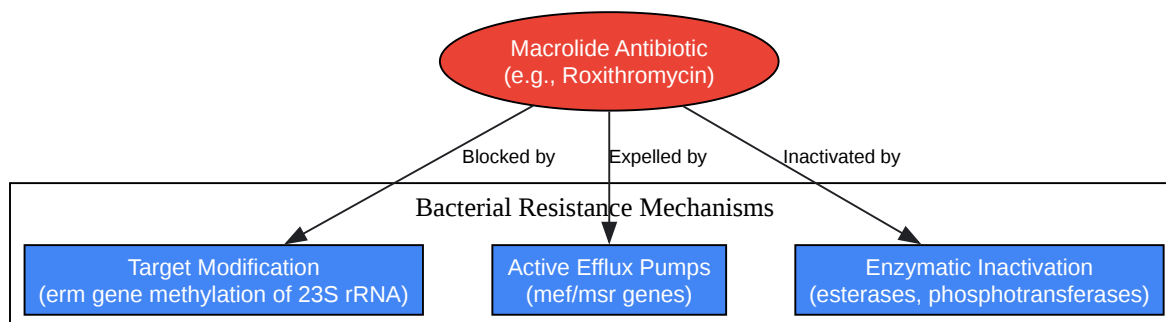 Macrolide Antibiotic
(e.g., Roxithromycin)
Blocked by
Expelled by
Inactivated by
Bacterial Resistance Mechanisms
Target Modification
(erm gene methylation of 23S rRNA)
Active Efflux Pumps
(mef/msr genes)
Enzymatic Inactivation
(esterases, phosphotransferases)